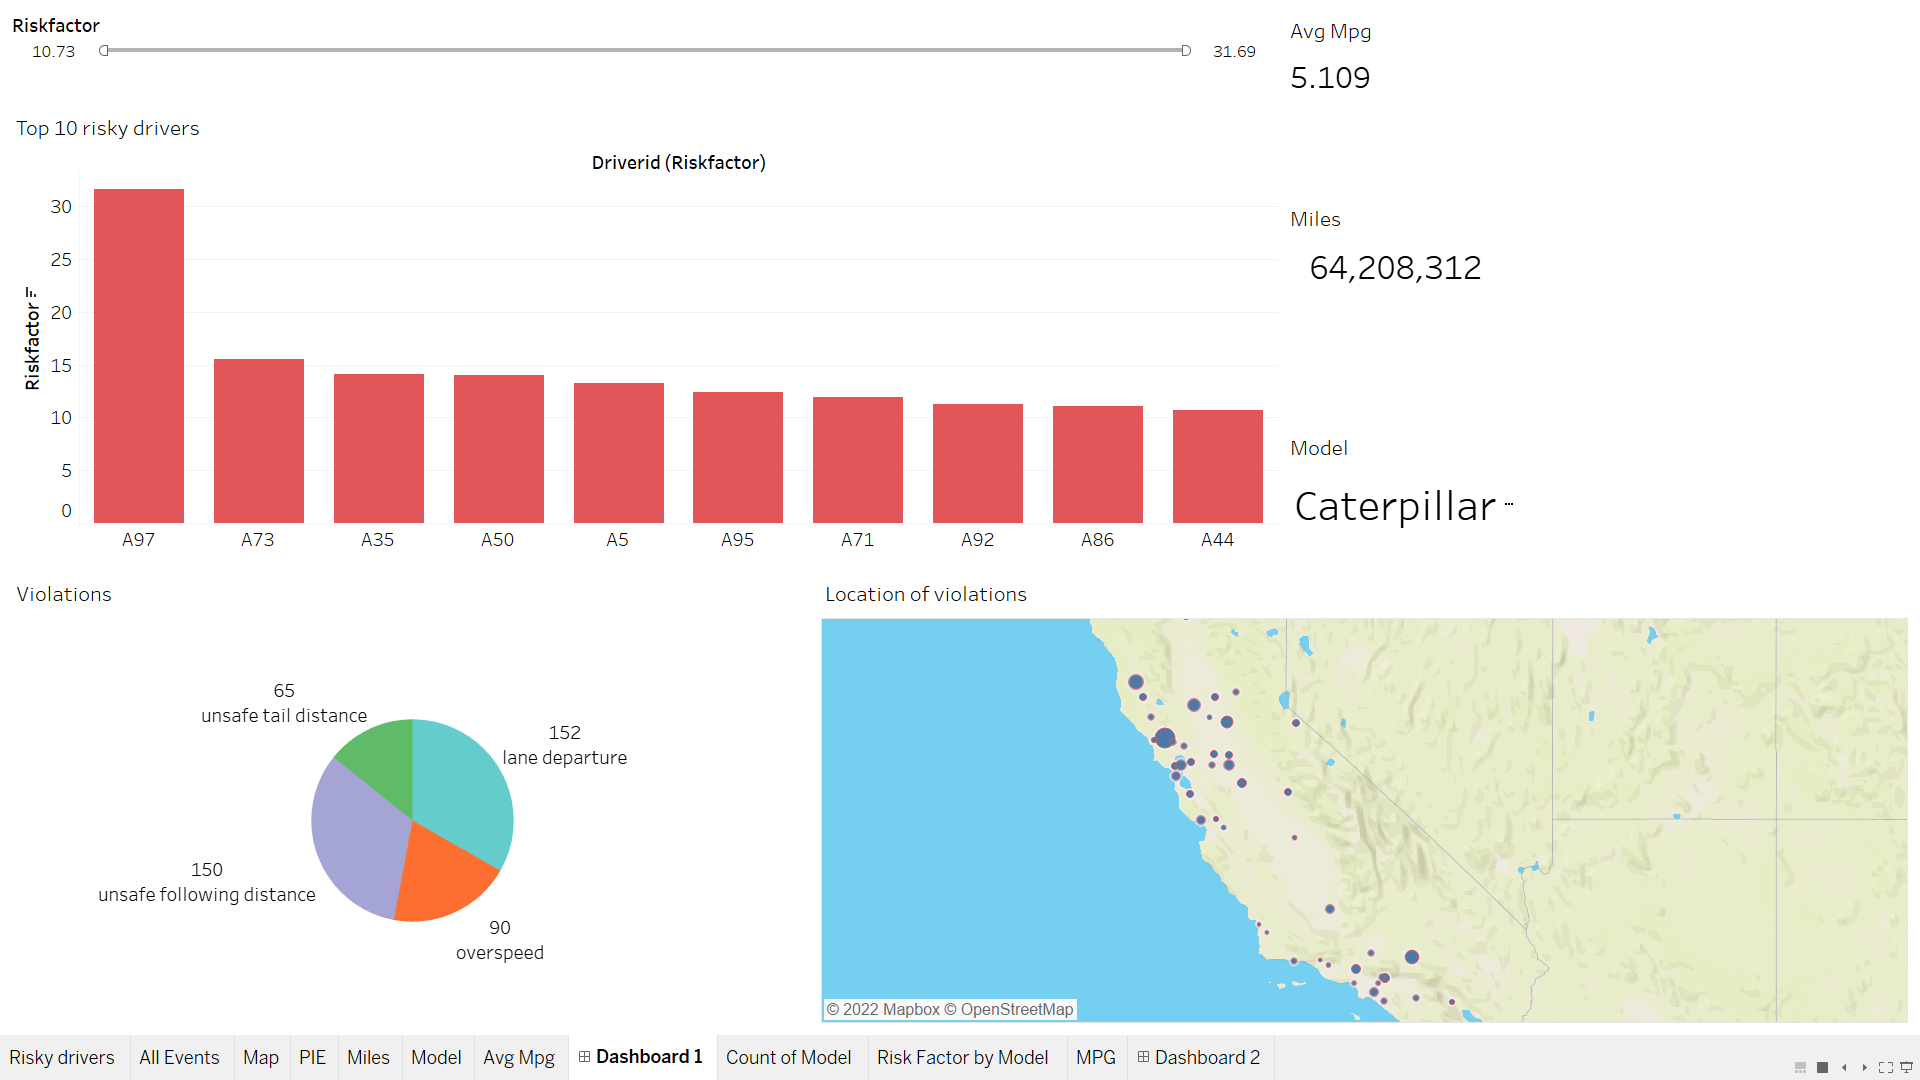 Riskfactor
10.73
31.69
Avg Mpg
5.109
Top 10 risky drivers
Driverid (Riskfactor)
Riskfactor
30
25
20
15
10
5
0
A97 A73 A35 A50 A5 A95 A71 A92 A86 A44
Miles
64,208,312
Model
Caterpillar
Violations
65
unsafe tail distance
152
lane departure
150
unsafe following distance
90
overspeed
Location of violations
© 2022 Mapbox © OpenStreetMap
Risky drivers All Events Map PIE Miles Model Avg Mpg Dashboard 1 Count of Model Risk Factor by Model MPG Dashboard 2